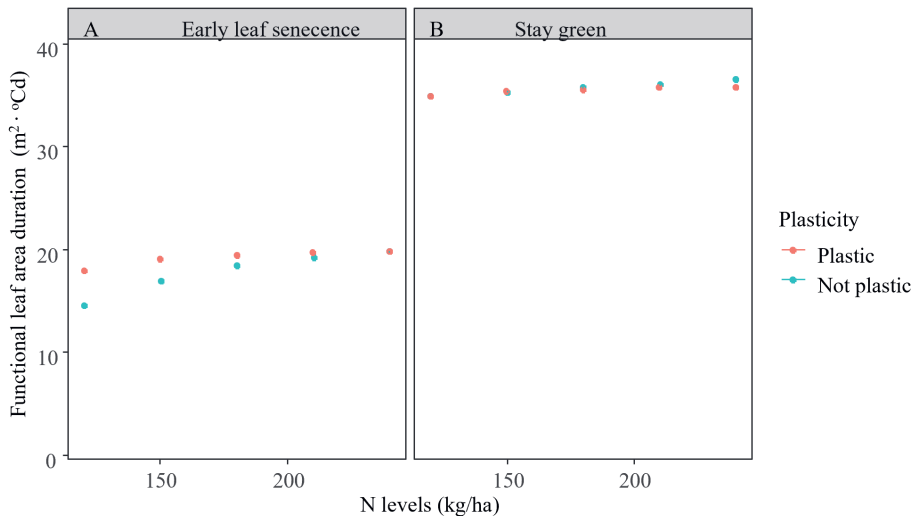 A Early leaf senecence
B Stay green
Functional leaf area duration (m² · ºCd)
40
30
20
10
0
150 200
150 200
N levels (kg/ha)
Plasticity
Plastic
Not plastic